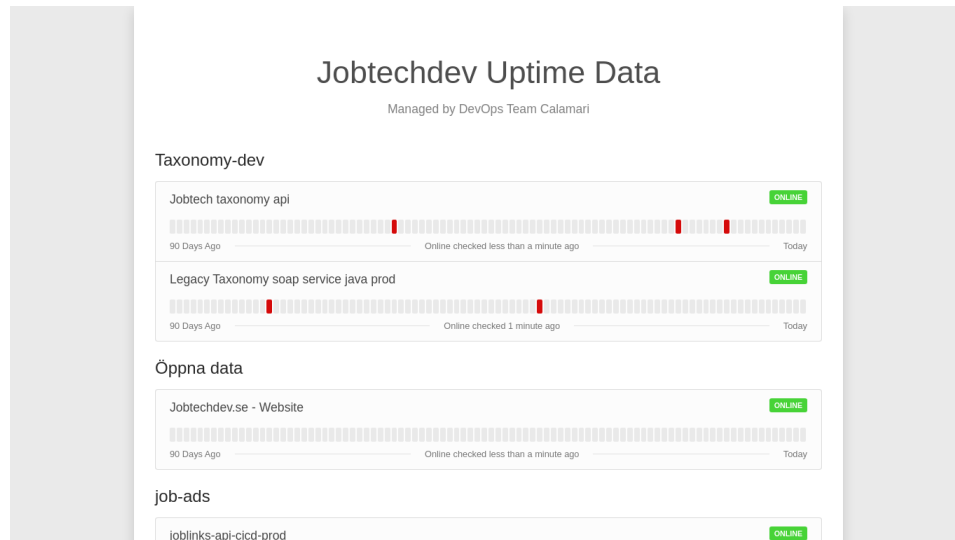 Jobtechdev Uptime Data
Managed by DevOps Team Calamari
Taxonomy-dev
Jobtech taxonomy api
ONLINE
90 Days Ago
Online checked less than a minute ago
Today
Legacy Taxonomy soap service java prod
ONLINE
90 Days Ago
Online checked 1 minute ago
Today
Öppna data
Jobtechdev.se - Website
ONLINE
90 Days Ago
Online checked less than a minute ago
Today
job-ads
joblinks-api-cicd-prod
ONLINE